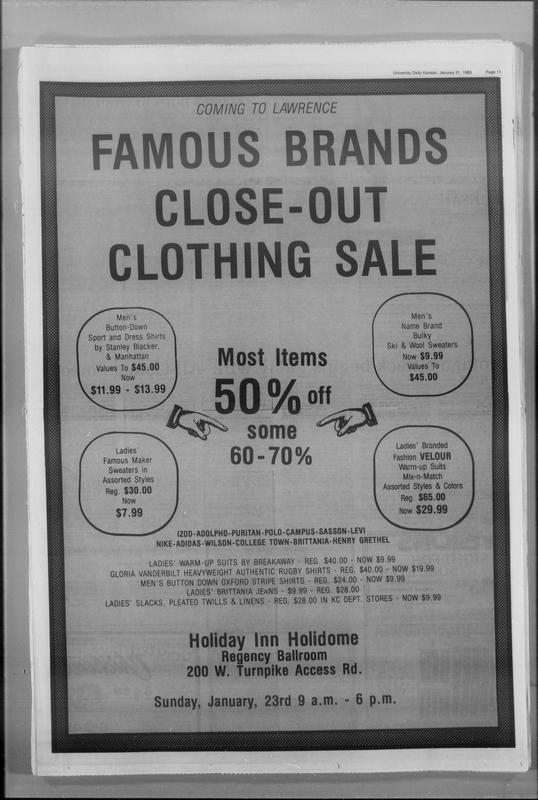 University Daily Kansan, January 21, 1983 Page 11
COMING TO LAWRENCE
FAMOUS BRANDS
CLOSE-OUT
CLOTHING SALE
Men's
Button-Down
Sport and Dress Shirts
by Stanley Blacker,
& Manhattan
Values To $45.00
Now
$11.99 - $13.99
Men's
Name Brand
Bulky
Ski & Wool Sweaters
Now $9.99
Values To
$45.00
Most Items
50% off
some
60-70%
Ladies'
Famous Maker
Sweaters in
Assorted Styles
Reg. $30.00
Now
$7.99
Ladies' Branded
Fashion VELOUR
Warm-up Suits
Mix-n-Match
Assorted Styles & Colors
Reg. $65.00
Now $29.99
IZOD-ADOLPHO-PURITAN-POLO-CAMPUS-SASSON-LEVI
NIKE-ADIDAS-WILSON-COLLEGE TOWN-BRITTANIA-HENRY GRETHEL
LADIES' WARM-UP SUITS BY BREAKAWAY - REG. $40.00 - NOW $9.99
GLORIA VANDERBILT HEAVYWEIGHT AUTHENTIC RUGBY SHIRTS - REG. $40.00 - NOW $19.99
MEN'S BUTTON DOWN OXFORD STRIPE SHIRTS - REG. $24.00 - NOW $9.99
LADIES' BRITTANIA JEANS - $9.99 - REG. $28.00
LADIES' SLACKS, PLEATED TWILLS & LINENS - REG. $28.00 IN KC DEPT. STORES - NOW $9.99
Holiday Inn Holidome
Regency Ballroom
200 W. Turnpike Access Rd.
Sunday, January, 23rd 9 a.m. - 6 p.m.